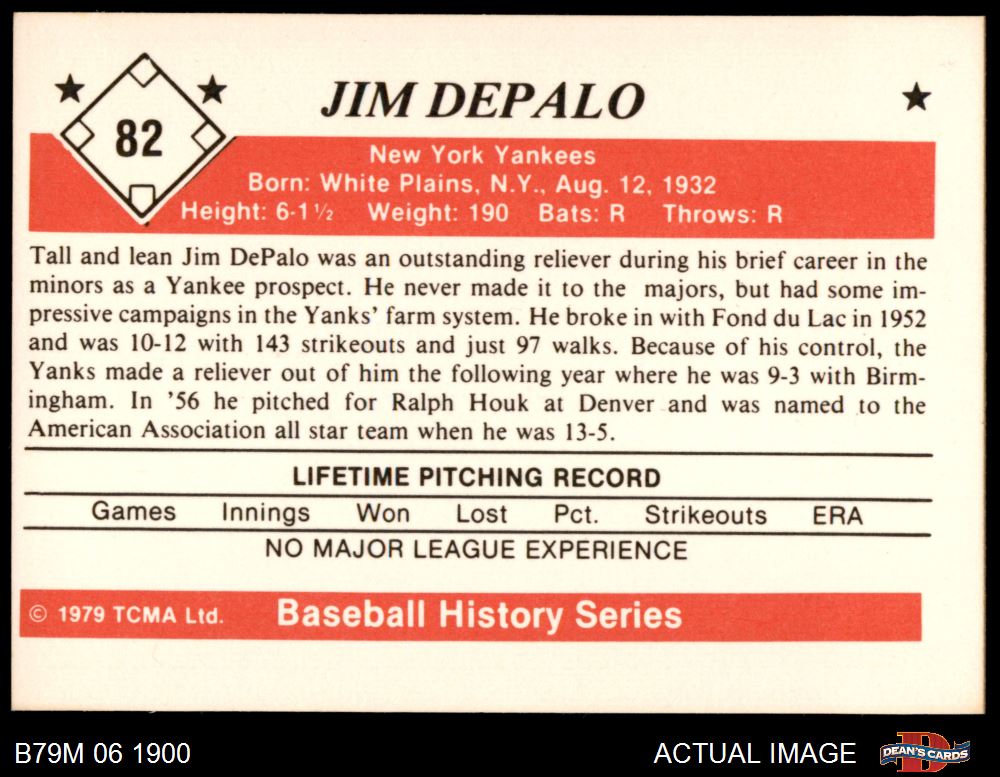 82
JIM DEPALO
New York Yankees
Born: White Plains, N.Y., Aug. 12, 1932
Height: 6-1½ Weight: 190 Bats: R Throws: R
Tall and lean Jim DePalo was an outstanding reliever during his brief career in the
minors as a Yankee prospect. He never made it to the majors, but had some im-
pressive campaigns in the Yanks' farm system. He broke in with Fond du Lac in 1952
and was 10-12 with 143 strikeouts and just 97 walks. Because of his control, the
Yanks made a reliever out of him the following year where he was 9-3 with Birm-
ingham. In '56 he pitched for Ralph Houk at Denver and was named to the
American Association all star team when he was 13-5.
LIFETIME PITCHING RECORD
Games Innings Won Lost Pct. Strikeouts ERA
NO MAJOR LEAGUE EXPERIENCE
© 1979 TCMA Ltd. Baseball History Series
B79M 06 1900 ACTUAL IMAGE DEAN'S CARDS